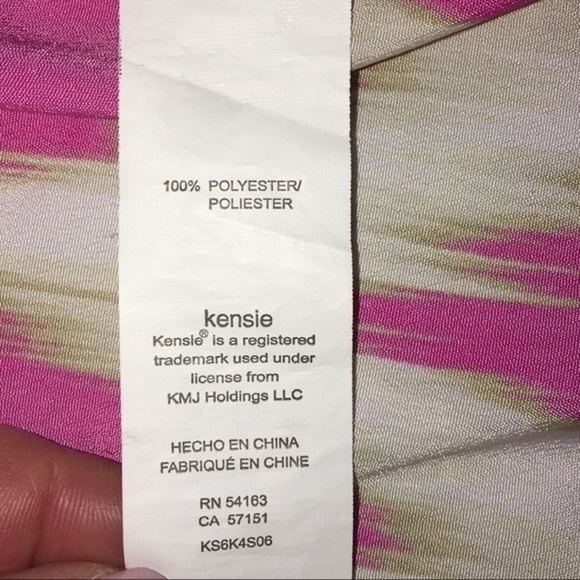 100% POLYESTER/
POLIESTER
kensie
Kensie® is a registered
trademark used under
license from
KMJ Holdings LLC
HECHO EN CHINA
FABRIQUÉ EN CHINE
RN 54163
CA 57151
KS6K4S06